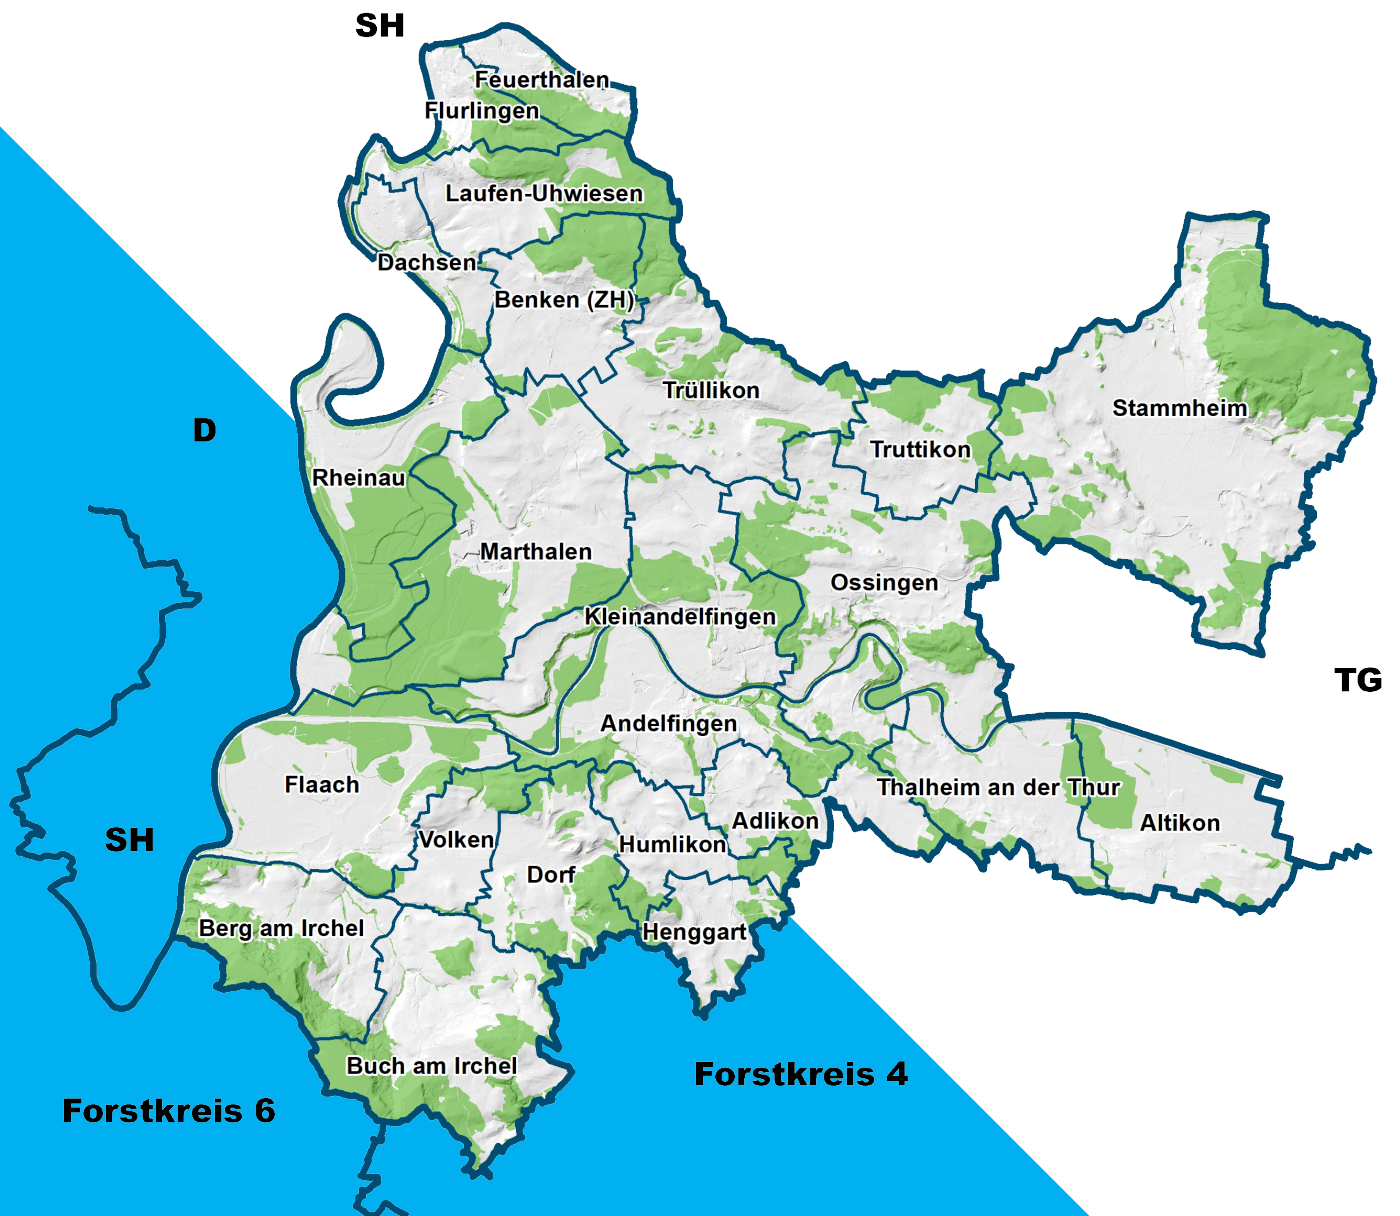 SH
Feuerthalen
Flurlingen
Laufen-Uhwiesen
Dachsen
Benken (ZH)
Trüllikon
Stammheim
D
Truttikon
Rheinau
Marthalen
Ossingen
Kleinandelfingen
TG
Andelfingen
Flaach
Thalheim an der Thur
Altikon
Adlikon
SH
Volken
Humlikon
Dorf
Berg am Irchel
Henggart
Buch am Irchel
Forstkreis 4
Forstkreis 6